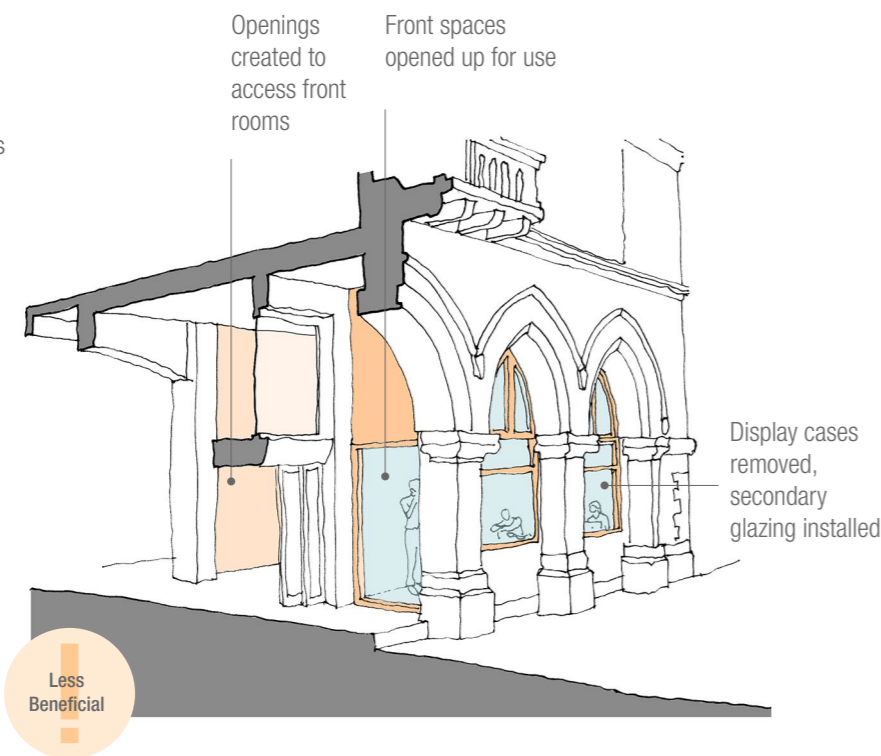 Openings
created to
access front
rooms
Front spaces
opened up for use
s
Display cases
removed,
secondary
glazing installed
Less
Beneficial